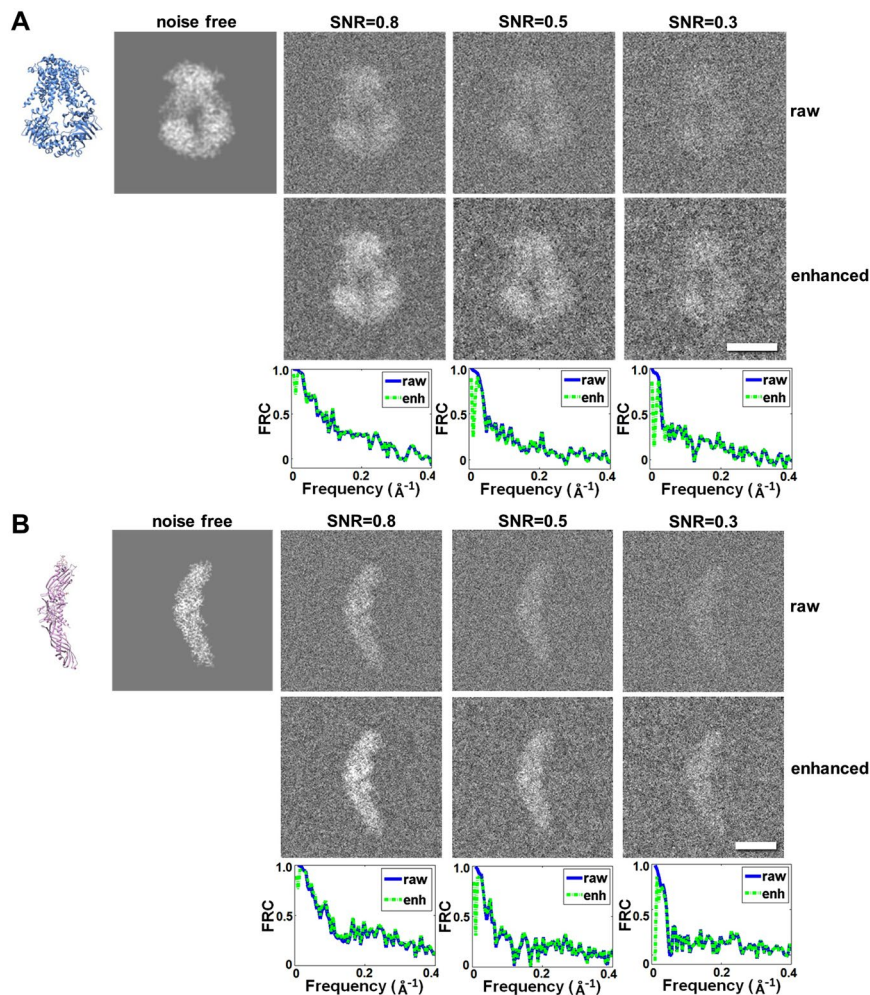 A
noise free SNR=0.8 SNR=0.5 SNR=0.3
raw
enhanced
1.0 raw 1.0 raw 1.0 raw
enh enh enh
FRC 0.5 FRC 0.5 FRC 0.5
0 0 0
0 0.2 0.4 0 0.2 0.4 0 0.2 0.4
Frequency (Å-1) Frequency (Å-1) Frequency (Å-1)
B
noise free SNR=0.8 SNR=0.5 SNR=0.3
raw
enhanced
1.0 raw 1.0 raw 1.0 raw
enh enh enh
FRC 0.5 FRC 0.5 FRC 0.5
0 0 0
0 0.2 0.4 0 0.2 0.4 0 0.2 0.4
Frequency (Å-1) Frequency (Å-1) Frequency (Å-1)